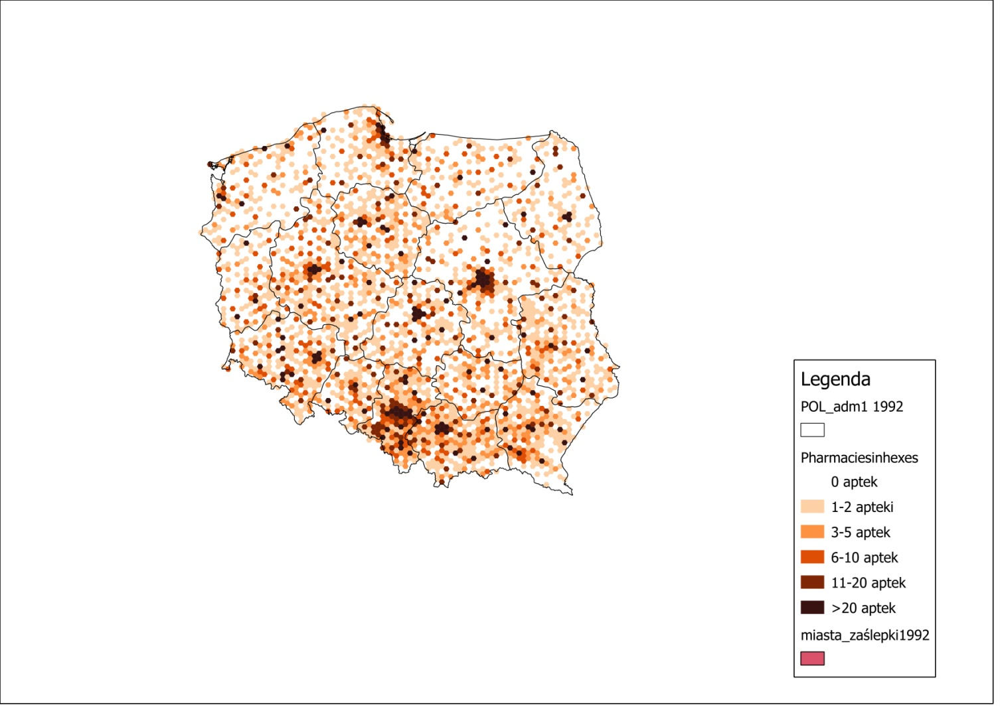 Legenda
POL_adm1 1992
Pharmaciesinhexes
0 aptek
1-2 apteki
3-5 aptek
6-10 aptek
11-20 aptek
>20 aptek
miasta_zaślepki1992